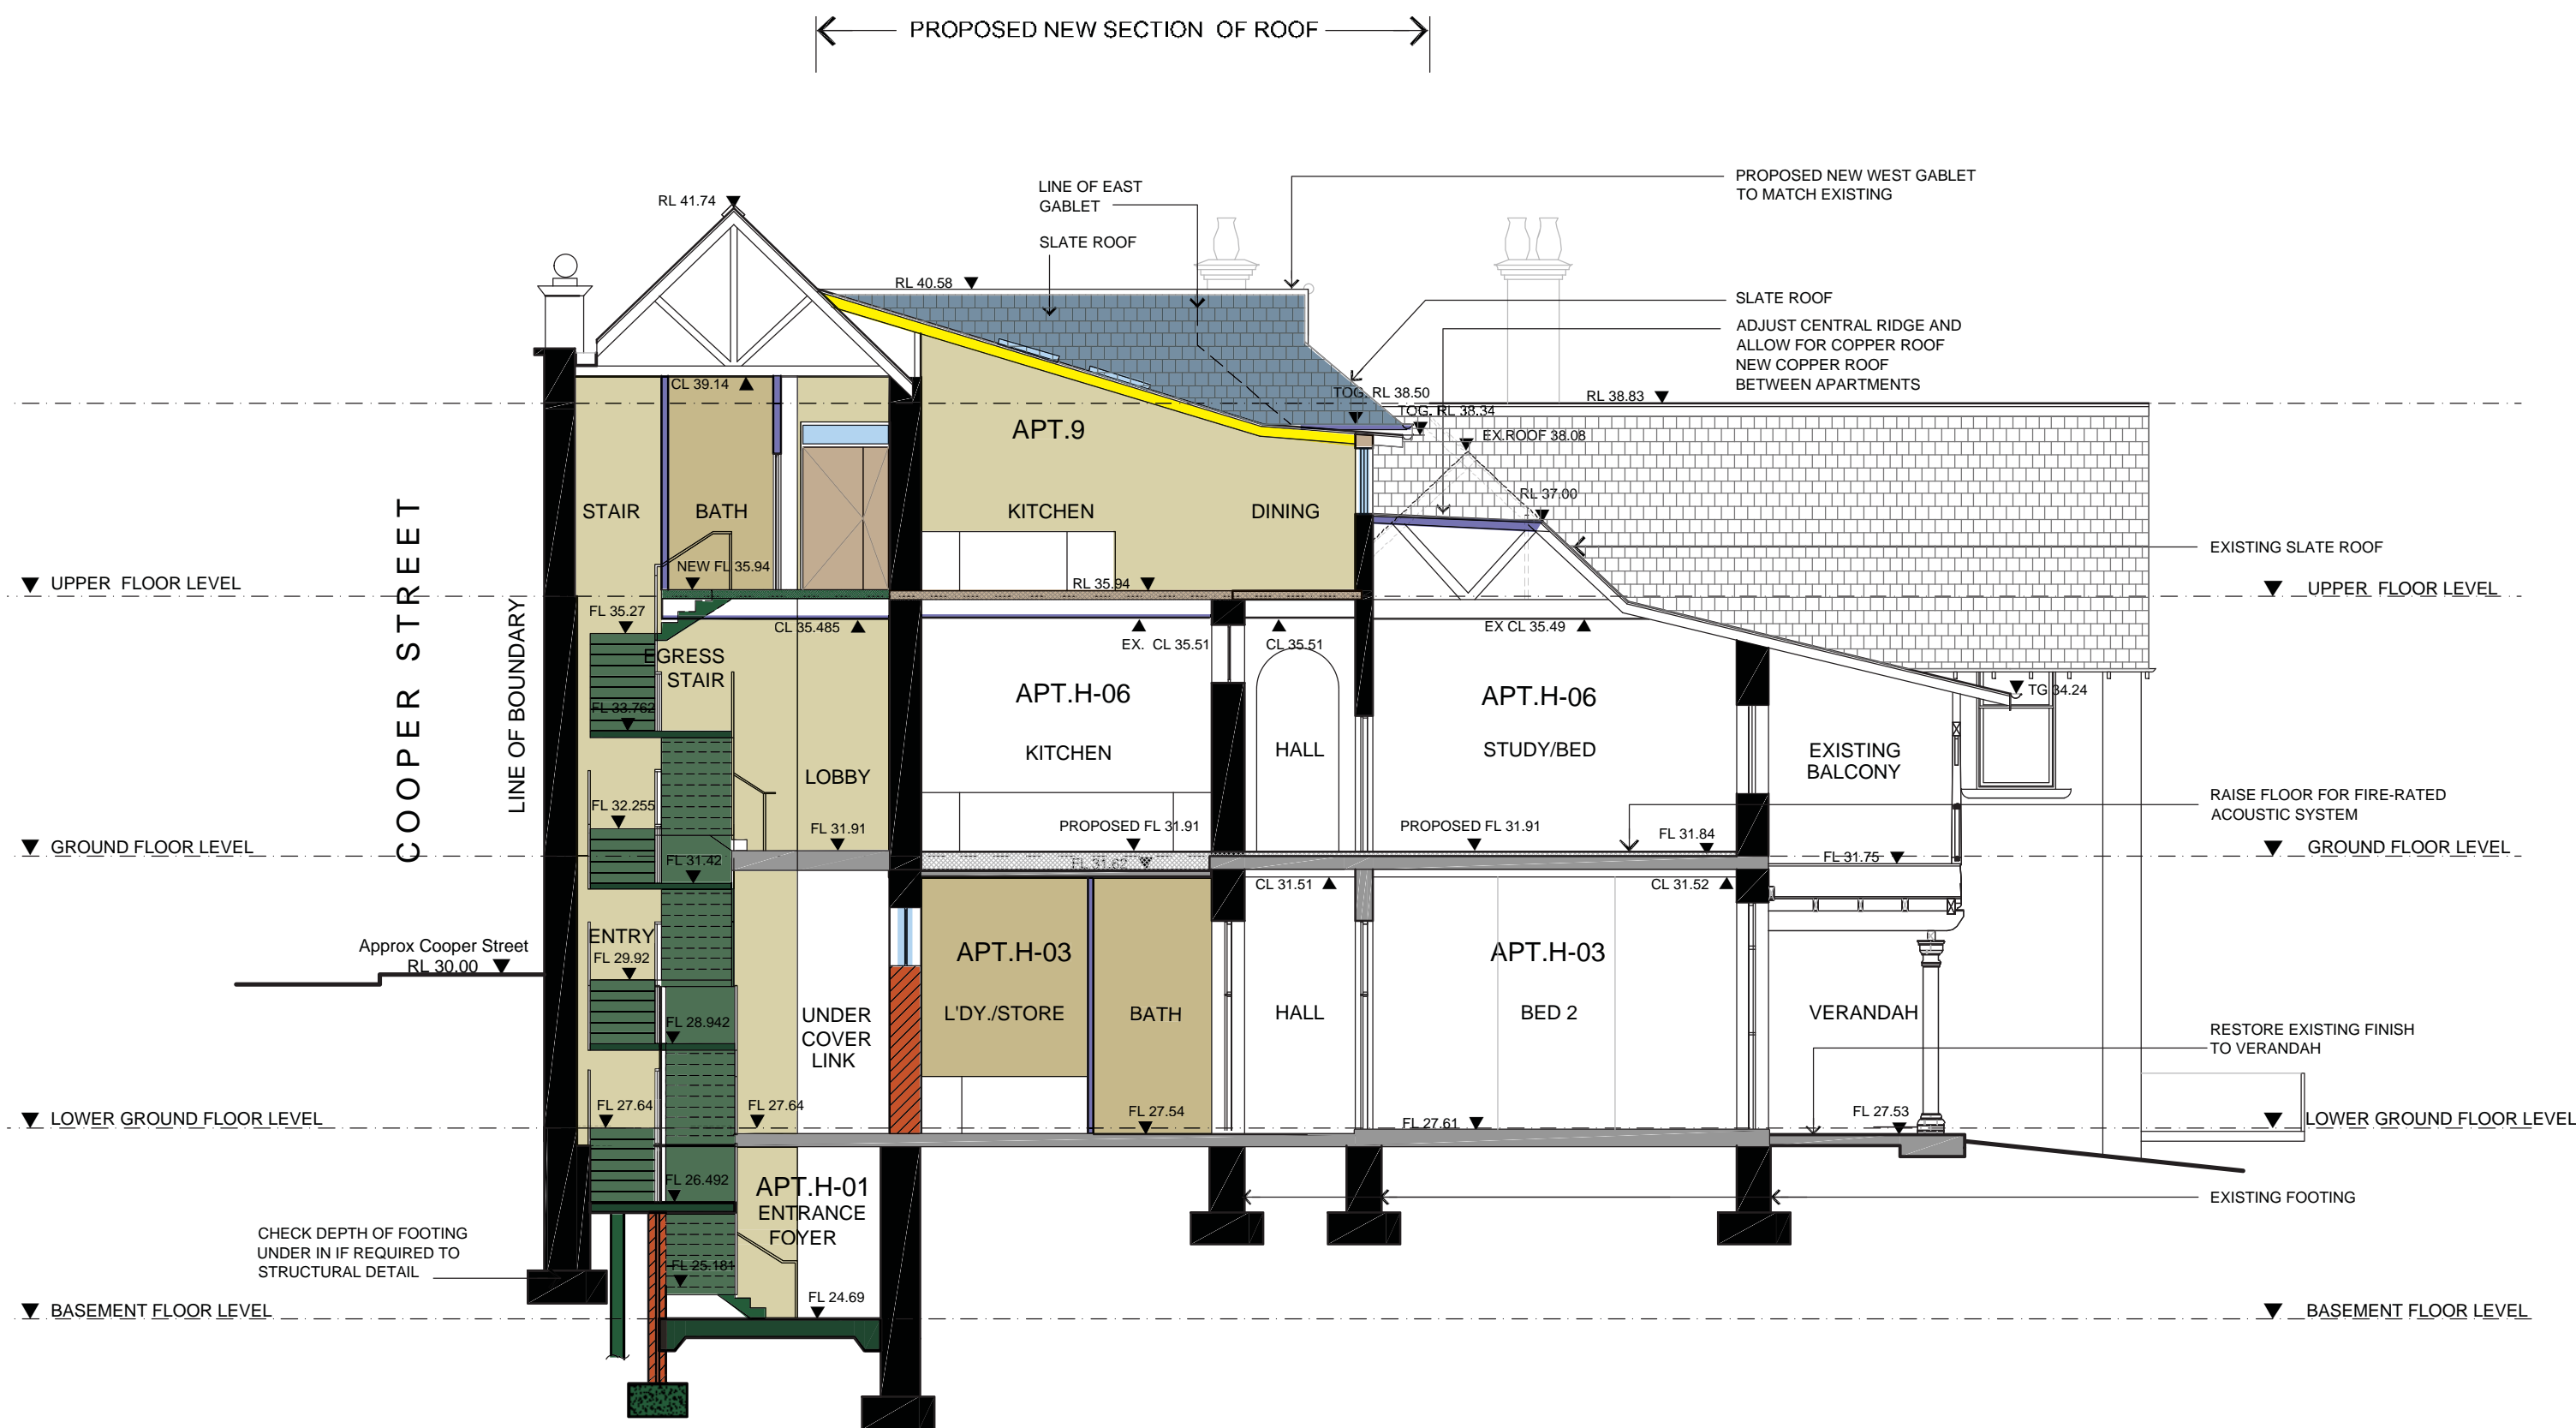 PROPOSED NEW SECTION OF ROOF
PROPOSED NEW WEST GABLET
TO MATCH EXISTING
LINE OF EAST
GABLET
RL 41.74
SLATE ROOF
RL 40.58
SLATE ROOF
ADJUST CENTRAL RIDGE AND
ALLOW FOR COPPER ROOF
NEW COPPER ROOF
BETWEEN APARTMENTS
CL 39.14
TOG. RL 38.50
RL 38.83
TOG. RL 38.34
APT.9
EX.ROOF 38.08
RL 37.00
COOPER STREET
LINE OF BOUNDARY
STAIR
BATH
KITCHEN
DINING
EXISTING SLATE ROOF
NEW FL 35.94
RL 35.94
UPPER FLOOR LEVEL
UPPER FLOOR LEVEL
FL 35.27
CL 35.485
EX. CL 35.51
CL 35.51
EX CL 35.49
EGRESS
STAIR
APT.H-06
KITCHEN
APT.H-06
STUDY/BED
TG 34.24
FL 33.762
HALL
EXISTING
BALCONY
LOBBY
RAISE FLOOR FOR FIRE-RATED
ACOUSTIC SYSTEM
FL 32.255
FL 31.91
PROPOSED FL 31.91
PROPOSED FL 31.91
FL 31.84
GROUND FLOOR LEVEL
GROUND FLOOR LEVEL
FL 31.42
FL 31.62
FL 31.75
CL 31.51
CL 31.52
ENTRY
FL 29.92
Approx Cooper Street
RL 30.00
APT.H-03
L'DY./STORE
BATH
HALL
APT.H-03
BED 2
VERANDAH
UNDER
COVER
LINK
FL 28.942
RESTORE EXISTING FINISH
TO VERANDAH
FL 27.64
FL 27.64
FL 27.54
FL 27.61
FL 27.53
LOWER GROUND FLOOR LEVEL
LOWER GROUND FLOOR LEVEL
FL 26.492
APT.H-01
ENTRANCE
FOYER
EXISTING FOOTING
CHECK DEPTH OF FOOTING
UNDER IN IF REQUIRED TO
STRUCTURAL DETAIL
FL 25.181
FL 24.69
BASEMENT FLOOR LEVEL
BASEMENT FLOOR LEVEL